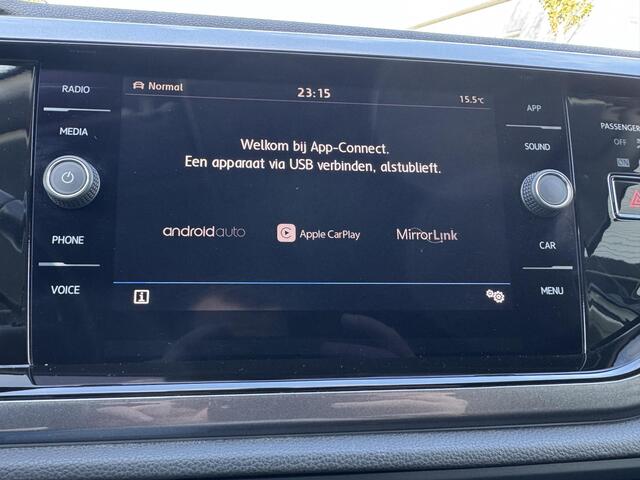 RADIO
MEDIA
PHONE
VOICE
Normal
23:15
15.5°C
Welkom bij App-Connect.
Een apparaat via USB verbinden, alstublieft.
androidauto
Apple CarPlay
MirrorLink
APP
SOUND
CAR
MENU
PASSENGER
OFF